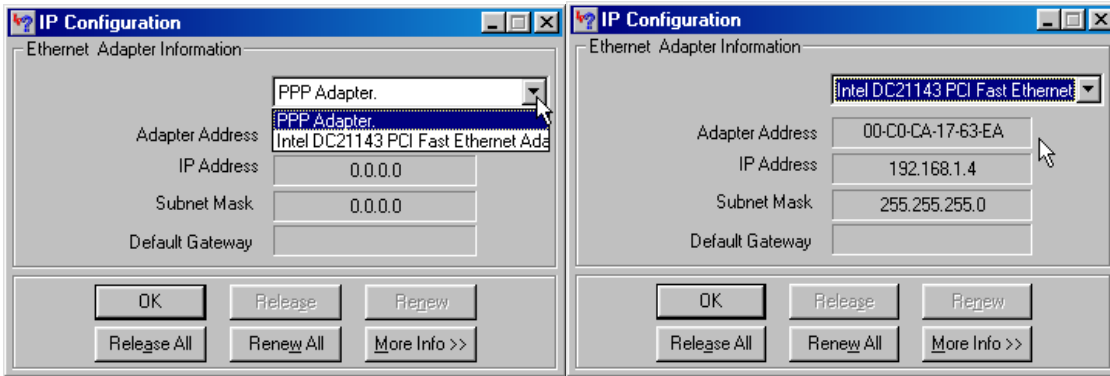 IP Configuration
Ethernet Adapter Information
PPP Adapter.
PPP Adapter.
Intel DC21143 PCI Fast Ethernet Ada
Adapter Address
IP Address
0.0.0.0
Subnet Mask
0.0.0.0
Default Gateway
OK
Release
Renew
Release All
Renew All
More Info >>
IP Configuration
Ethernet Adapter Information
Intel DC21143 PCI Fast Ethernet
Adapter Address
00-C0-CA-17-63-EA
IP Address
192.168.1.4
Subnet Mask
255.255.255.0
Default Gateway
OK
Release
Renew
Release All
Renew All
More Info >>